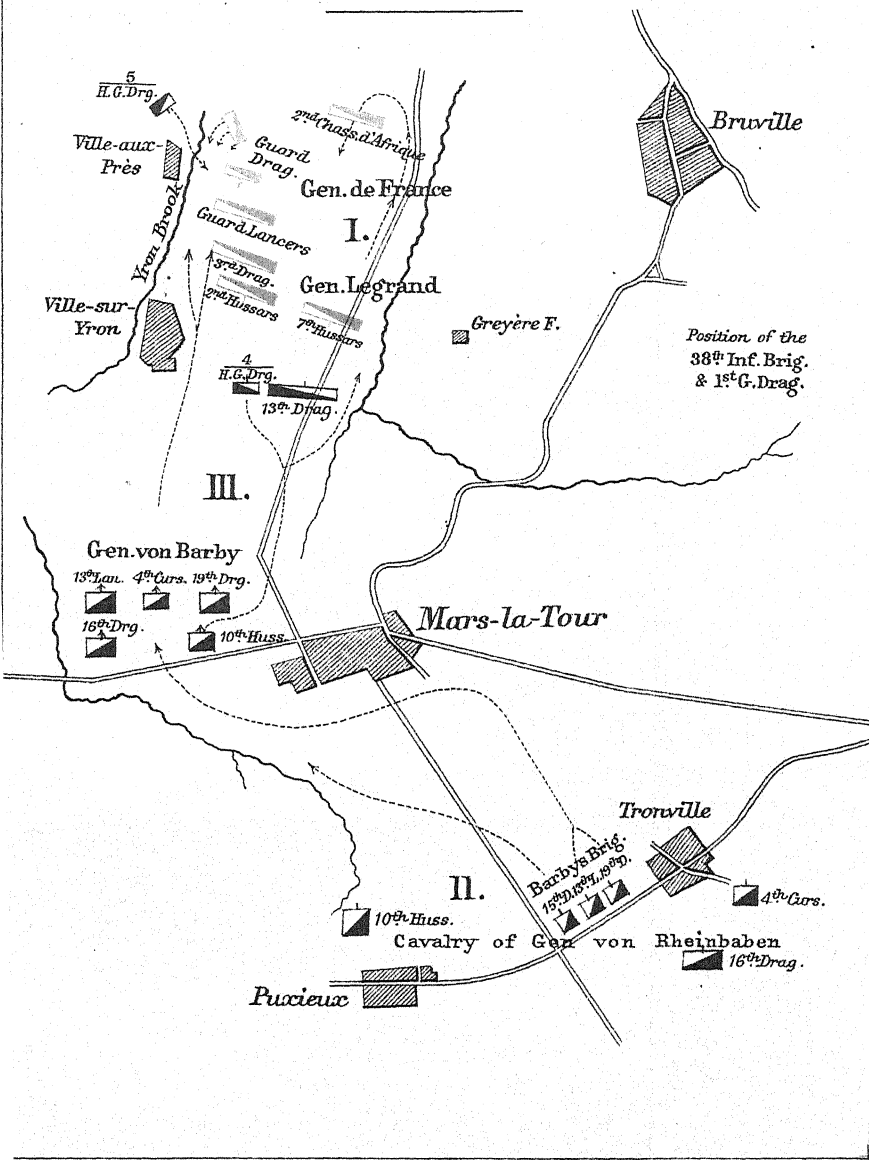 5
H.G.Drg.
Ville-aux-
Près
Yron Brook
Ville-sur-
Yron
Guard
Drag.
2nd Chass. d'Afrique
Gen. de France
I.
Guard Lancers
3rd Drag.
2nd Hussars
Gen. Legrand
7th Hussars
4
H.G.Drg.
13th Drag.
Bruville
Greyère F.
Position of the
38th Inf. Brig.
& 1st G. Drag.
III.
Gen. von Barby
13th Lan. 4th Curs. 19th Drg.
16th Drg.
10th Huss.
Mars-la-Tour
Tronville
Barbys Brig.
15th D. 13th L. 19th D.
II.
4th Curs.
10th Huss.
Cavalry of Gen von Rheinbaben
16th Drag.
Puxieux